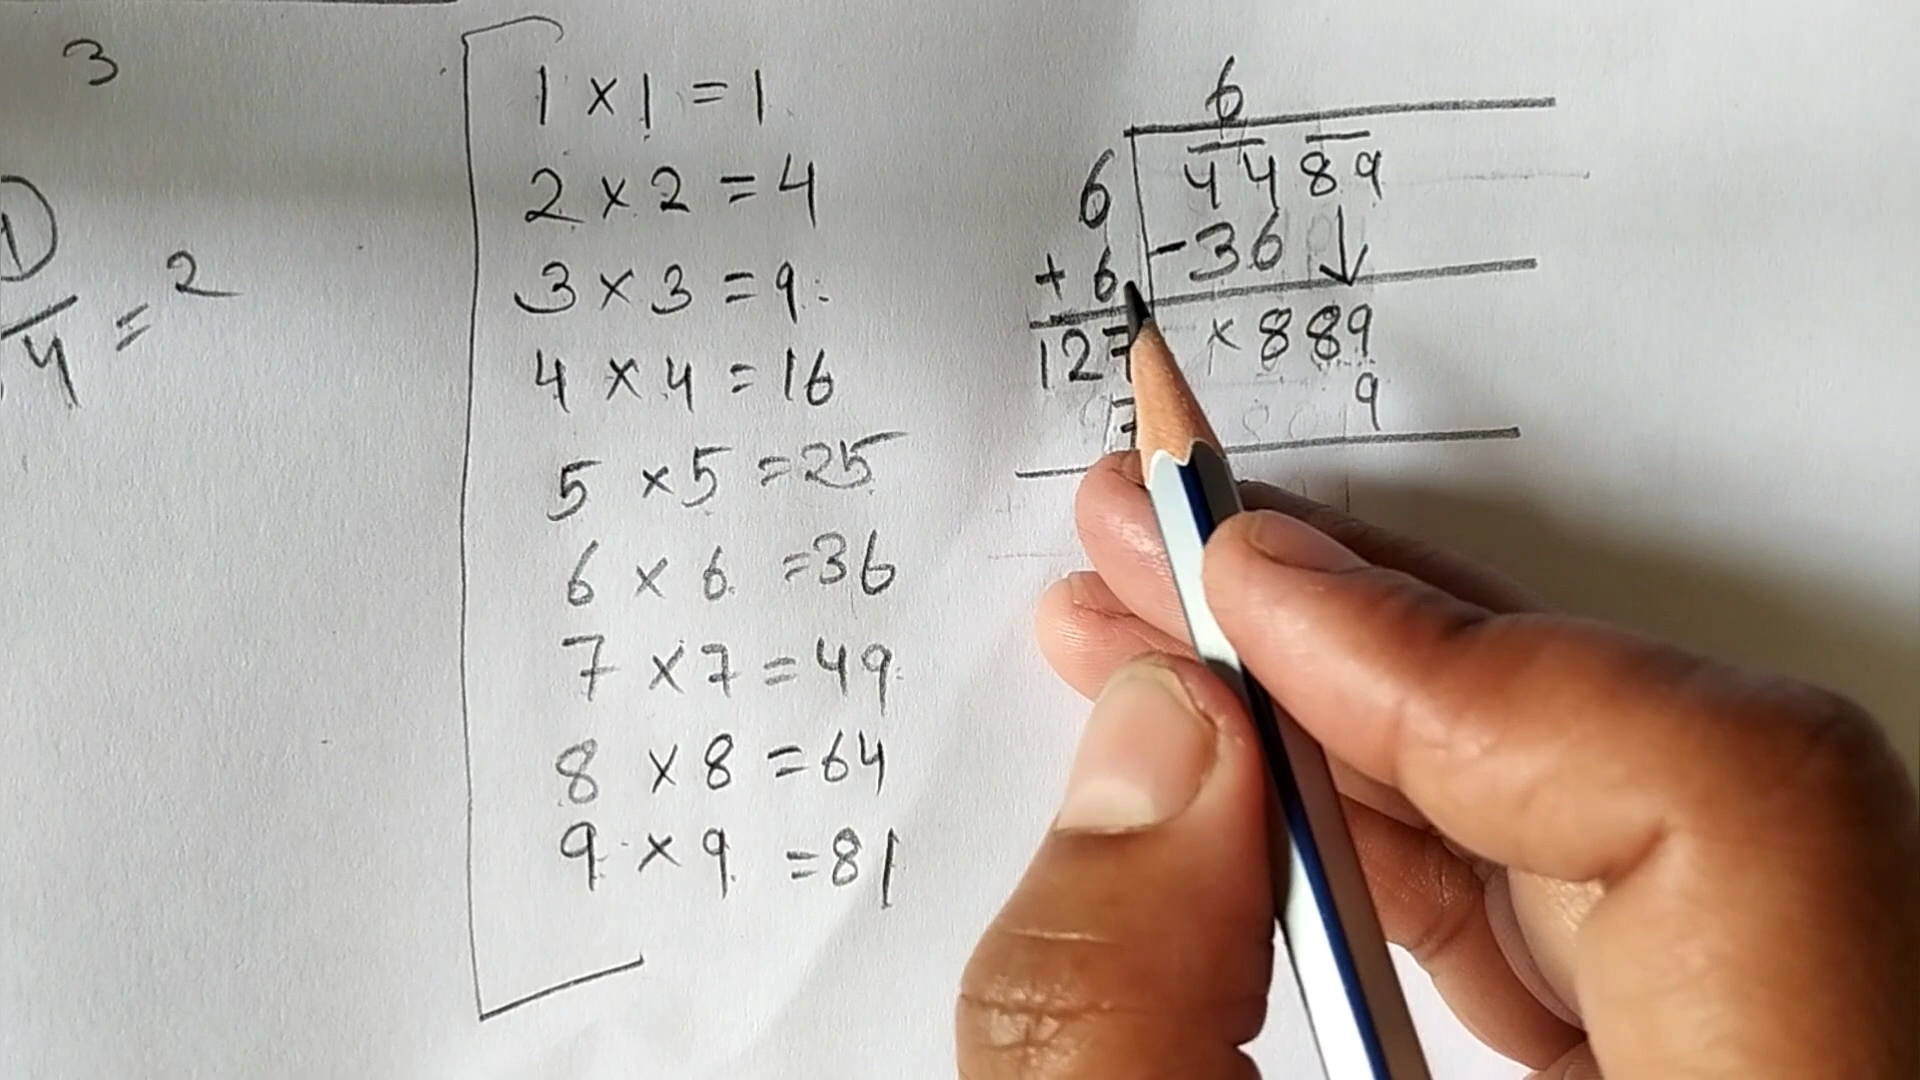 3
1
4 = 2
1 × 1 = 1
2 × 2 = 4
3 × 3 = 9
4 × 4 = 16
5 × 5 = 25
6 × 6 = 36
7 × 7 = 49
8 × 8 = 64
9 × 9 = 81
6
6 4489
+ 6 - 36 ↓
127 × 889
7 9